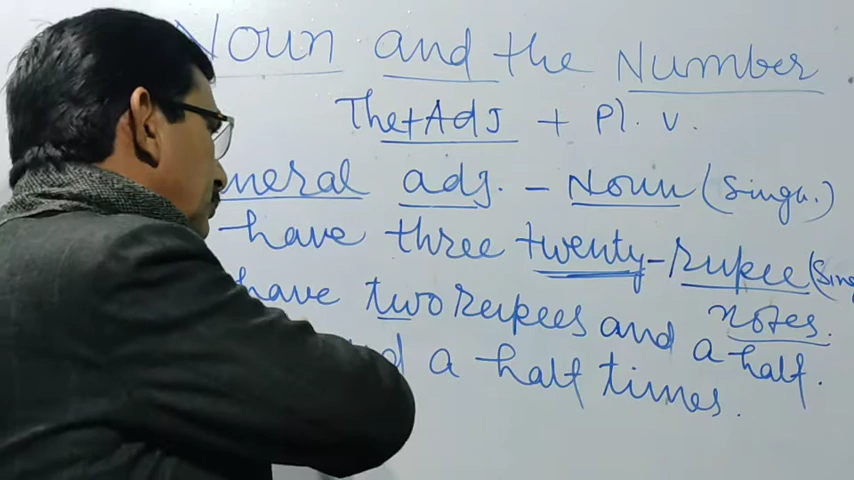 Noun and the Number
The+Adj + Pl. v.
neral adj. - Noun (Singu.)
have three twenty-rupee (Sing
notes.
have two rupees and a half.
d a half times.